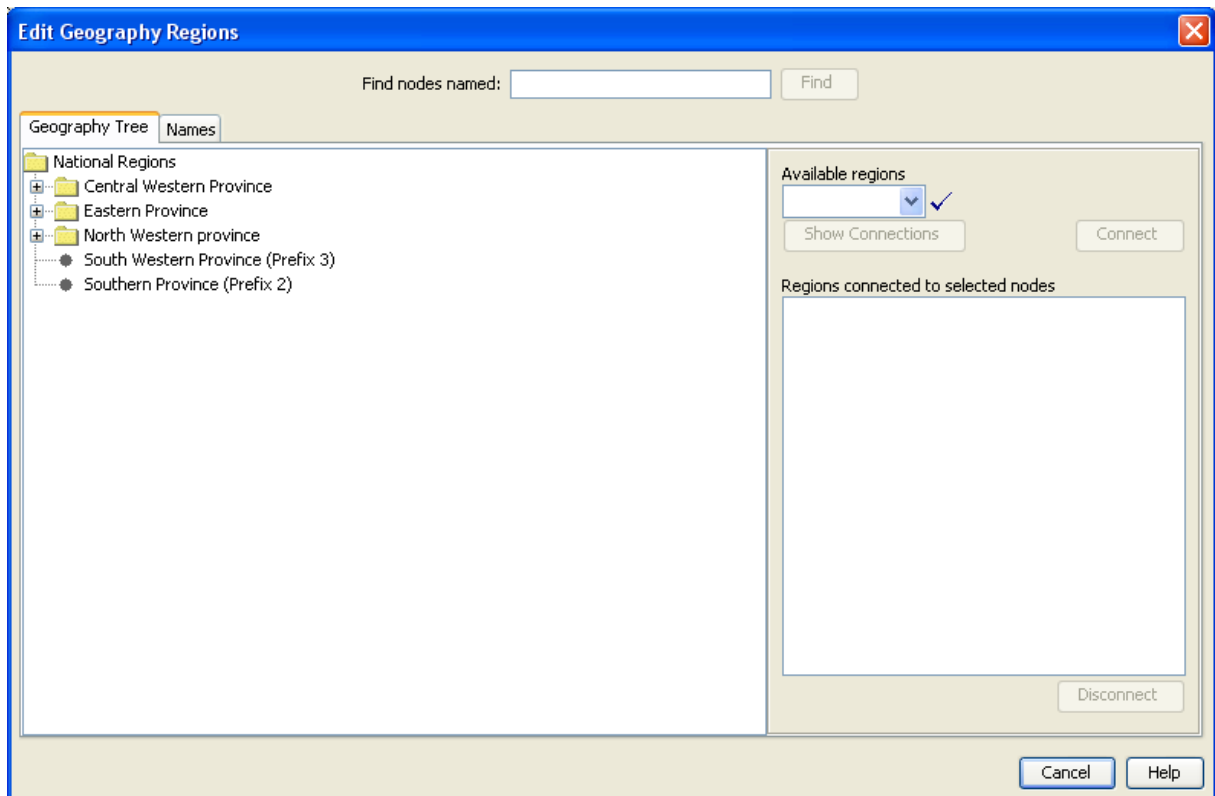 Edit Geography Regions
Find nodes named:
Find
Geography Tree
Names
National Regions
Central Western Province
Eastern Province
North Western province
South Western Province (Prefix 3)
Southern Province (Prefix 2)
Available regions
Show Connections
Connect
Regions connected to selected nodes
Disconnect
Cancel
Help